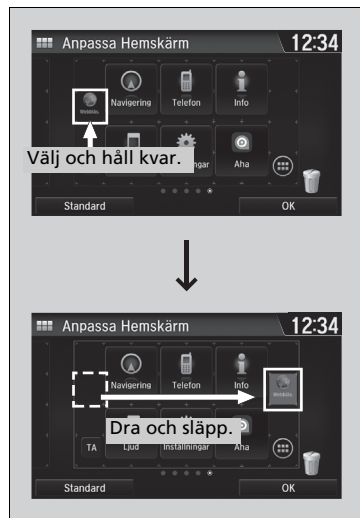 Anpassa Hemskärm 12:34
Navigering Telefon Info
Välj och håll kvar.
ngar Aha
Standard OK
Anpassa Hemskärm 12:34
Navigering Telefon Info
Dra och släpp.
TA Ljud Inställningar Aha
Standard OK